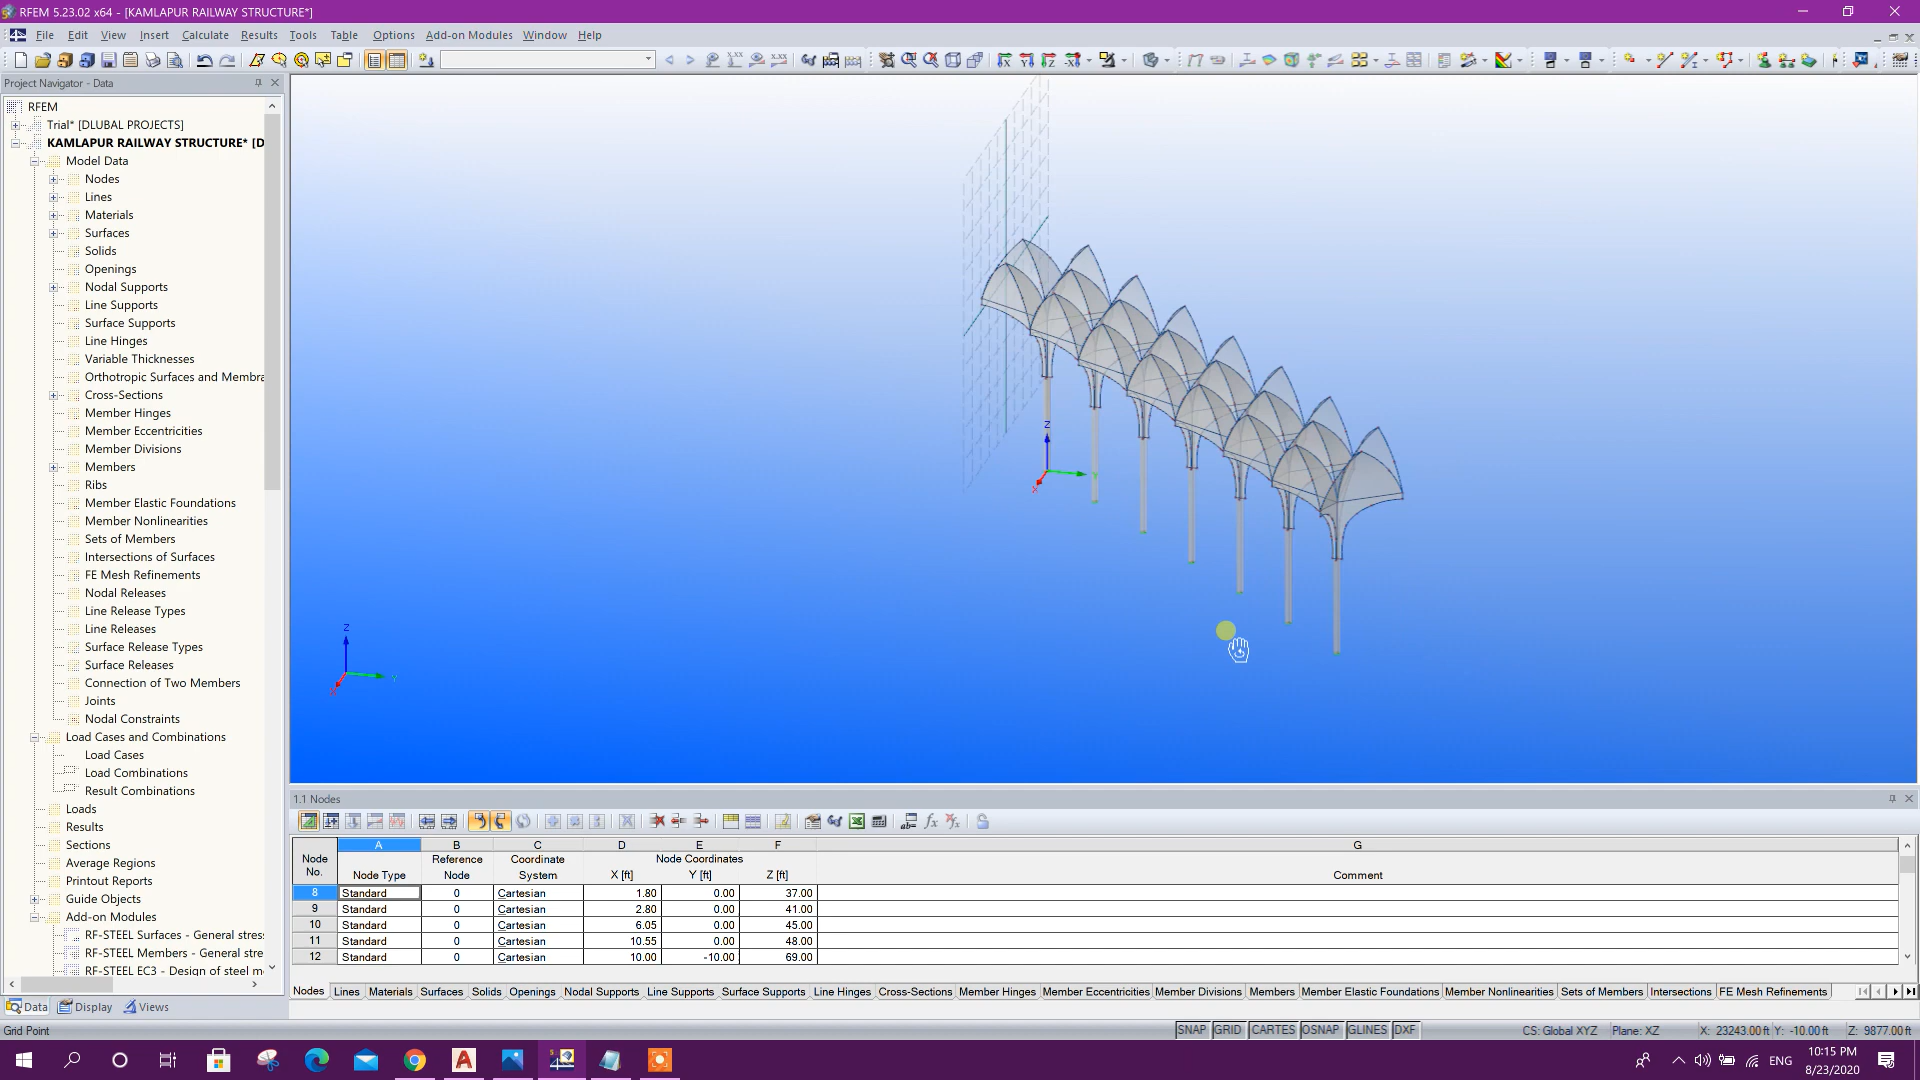 RFEM 5.23.02 x64 - [KAMLAPUR RAILWAY STRUCTURE*]
File Edit View Insert Calculate Results Tools Table Options Add-on Modules Window Help
Project Navigator - Data
RFEM
Trial* [DLUBAL PROJECTS]
KAMLAPUR RAILWAY STRUCTURE* [D
Model Data
Nodes
Lines
Materials
Surfaces
Solids
Openings
Nodal Supports
Line Supports
Surface Supports
Line Hinges
Variable Thicknesses
Orthotropic Surfaces and Membra
Cross-Sections
Member Hinges
Member Eccentricities
Member Divisions
Members
Ribs
Member Elastic Foundations
Member Nonlinearities
Sets of Members
Intersections of Surfaces
FE Mesh Refinements
Nodal Releases
Line Release Types
Line Releases
Surface Release Types
Surface Releases
Connection of Two Members
Joints
Nodal Constraints
Load Cases and Combinations
Load Cases
Load Combinations
Result Combinations
Loads
Results
Sections
Average Regions
Printout Reports
Guide Objects
Add-on Modules
RF-STEEL Surfaces - General stress
RF-STEEL Members - General stre
RF-STEEL EC3 - Design of steel m
Data Display Views
Z
Y
X
Z
X
1.1 Nodes
A B C D E F G
Node Reference Coordinate Node Coordinates
No. Node Type Node System X [ft] Y [ft] Z [ft] Comment
8 Standard 0 Cartesian 1.80 0.00 37.00
9 Standard 0 Cartesian 2.80 0.00 41.00
10 Standard 0 Cartesian 6.05 0.00 45.00
11 Standard 0 Cartesian 10.55 0.00 48.00
12 Standard 0 Cartesian 10.00 -10.00 69.00
Nodes Lines Materials Surfaces Solids Openings Nodal Supports Line Supports Surface Supports Line Hinges Cross-Sections Member Hinges Member Eccentricities Member Divisions Members Member Elastic Foundations Member Nonlinearities Sets of Members Intersections FE Mesh Refinements
Grid Point SNAP GRID CARTES OSNAP GLINES DXF CS: Global XYZ Plane: XZ X: 23243.00 ft Y: -10.00 ft Z: 9877.00 ft
ENG 10:15 PM
8/23/2020